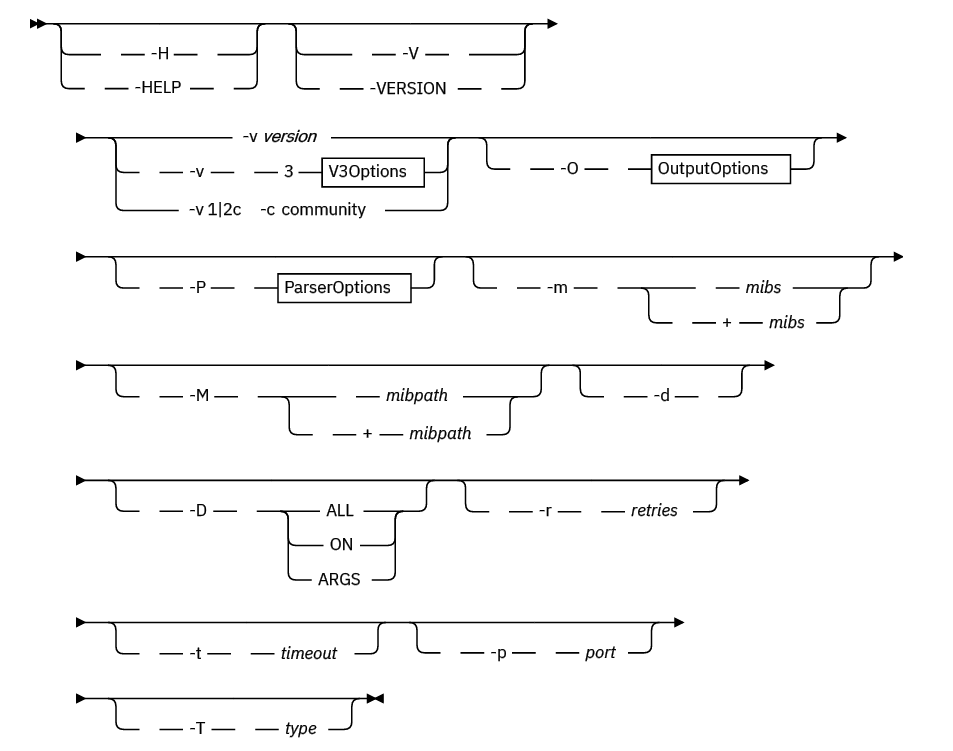 -H -V
-HELP -VERSION
-v version
-v 3 V3Options -O OutputOptions
-v 1|2c -c community
-P ParserOptions -m mibs
+ mibs
-M mibpath -d
+ mibpath
-D ALL -r retries
ON
ARGS
-t timeout -p port
-T type